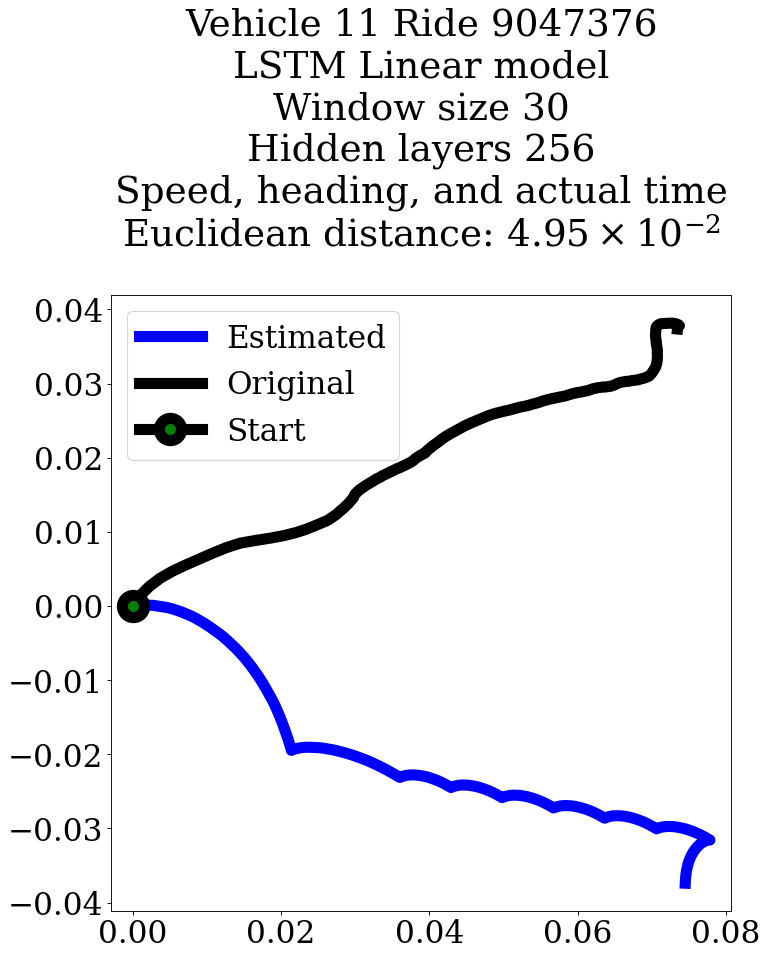 Vehicle 11 Ride 9047376
LSTM Linear model
Window size 30
Hidden layers 256
Speed, heading, and actual time
Euclidean distance: 4.95 × 10⁻²
Estimated
Original
Start
0.04
0.03
0.02
0.01
0.00
−0.01
−0.02
−0.03
−0.04
0.00 0.02 0.04 0.06 0.08